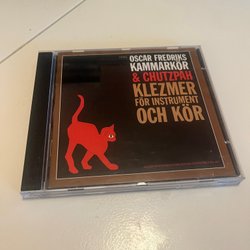 OSCAR FREDRIKS
KAMMARKÖR
& CHUTZPAH
KLEZMER
FÖR INSTRUMENT
OCH KÖR